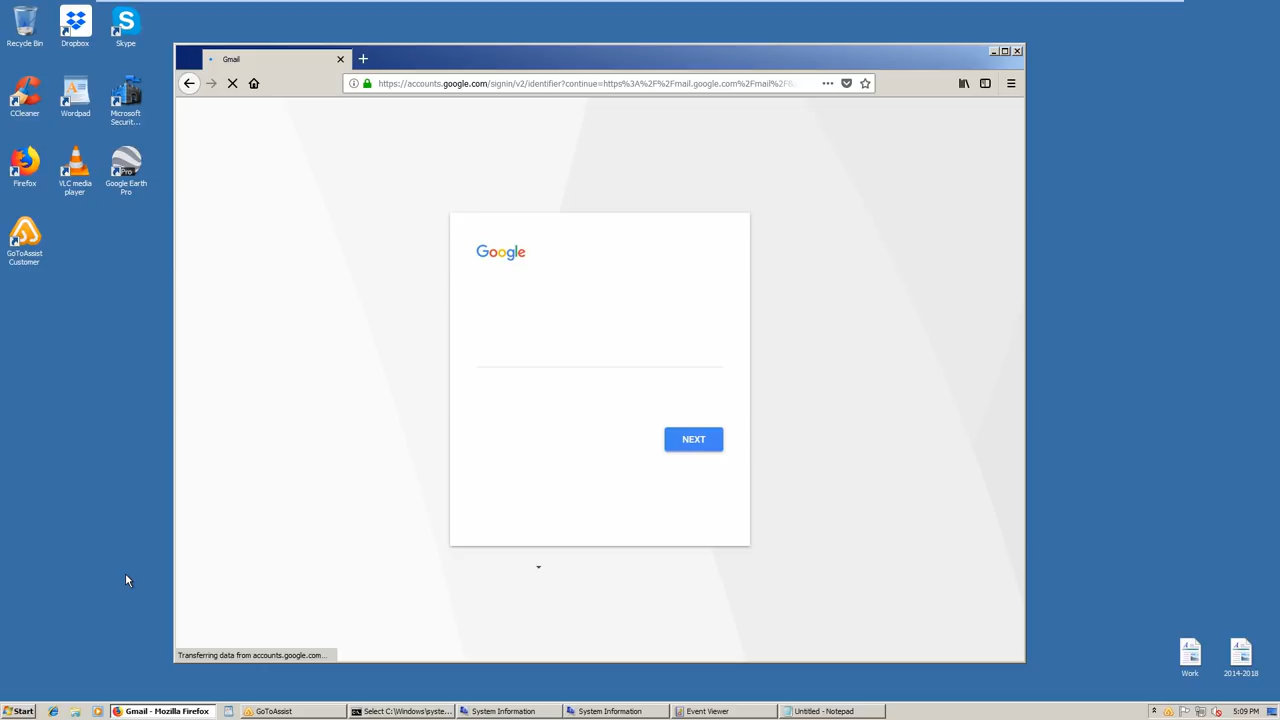 Recycle Bin
Dropbox
Skype
CCleaner
Wordpad
Microsoft
Securit...
Firefox
VLC media
player
Pro
Google Earth
Pro
GoToAssist
Customer
Gmail
https://accounts.google.com/signin/v2/identifier?continue=https%3A%2F%2Fmail.google.com%2Fmail%2F&
Google
NEXT
Transferring data from accounts.google.com...
Work
2014-2018
Start
Gmail - Mozilla Firefox
GoToAssist
Select C:\Windows\syste...
System Information
System Information
Event Viewer
Untitled - Notepad
5:09 PM